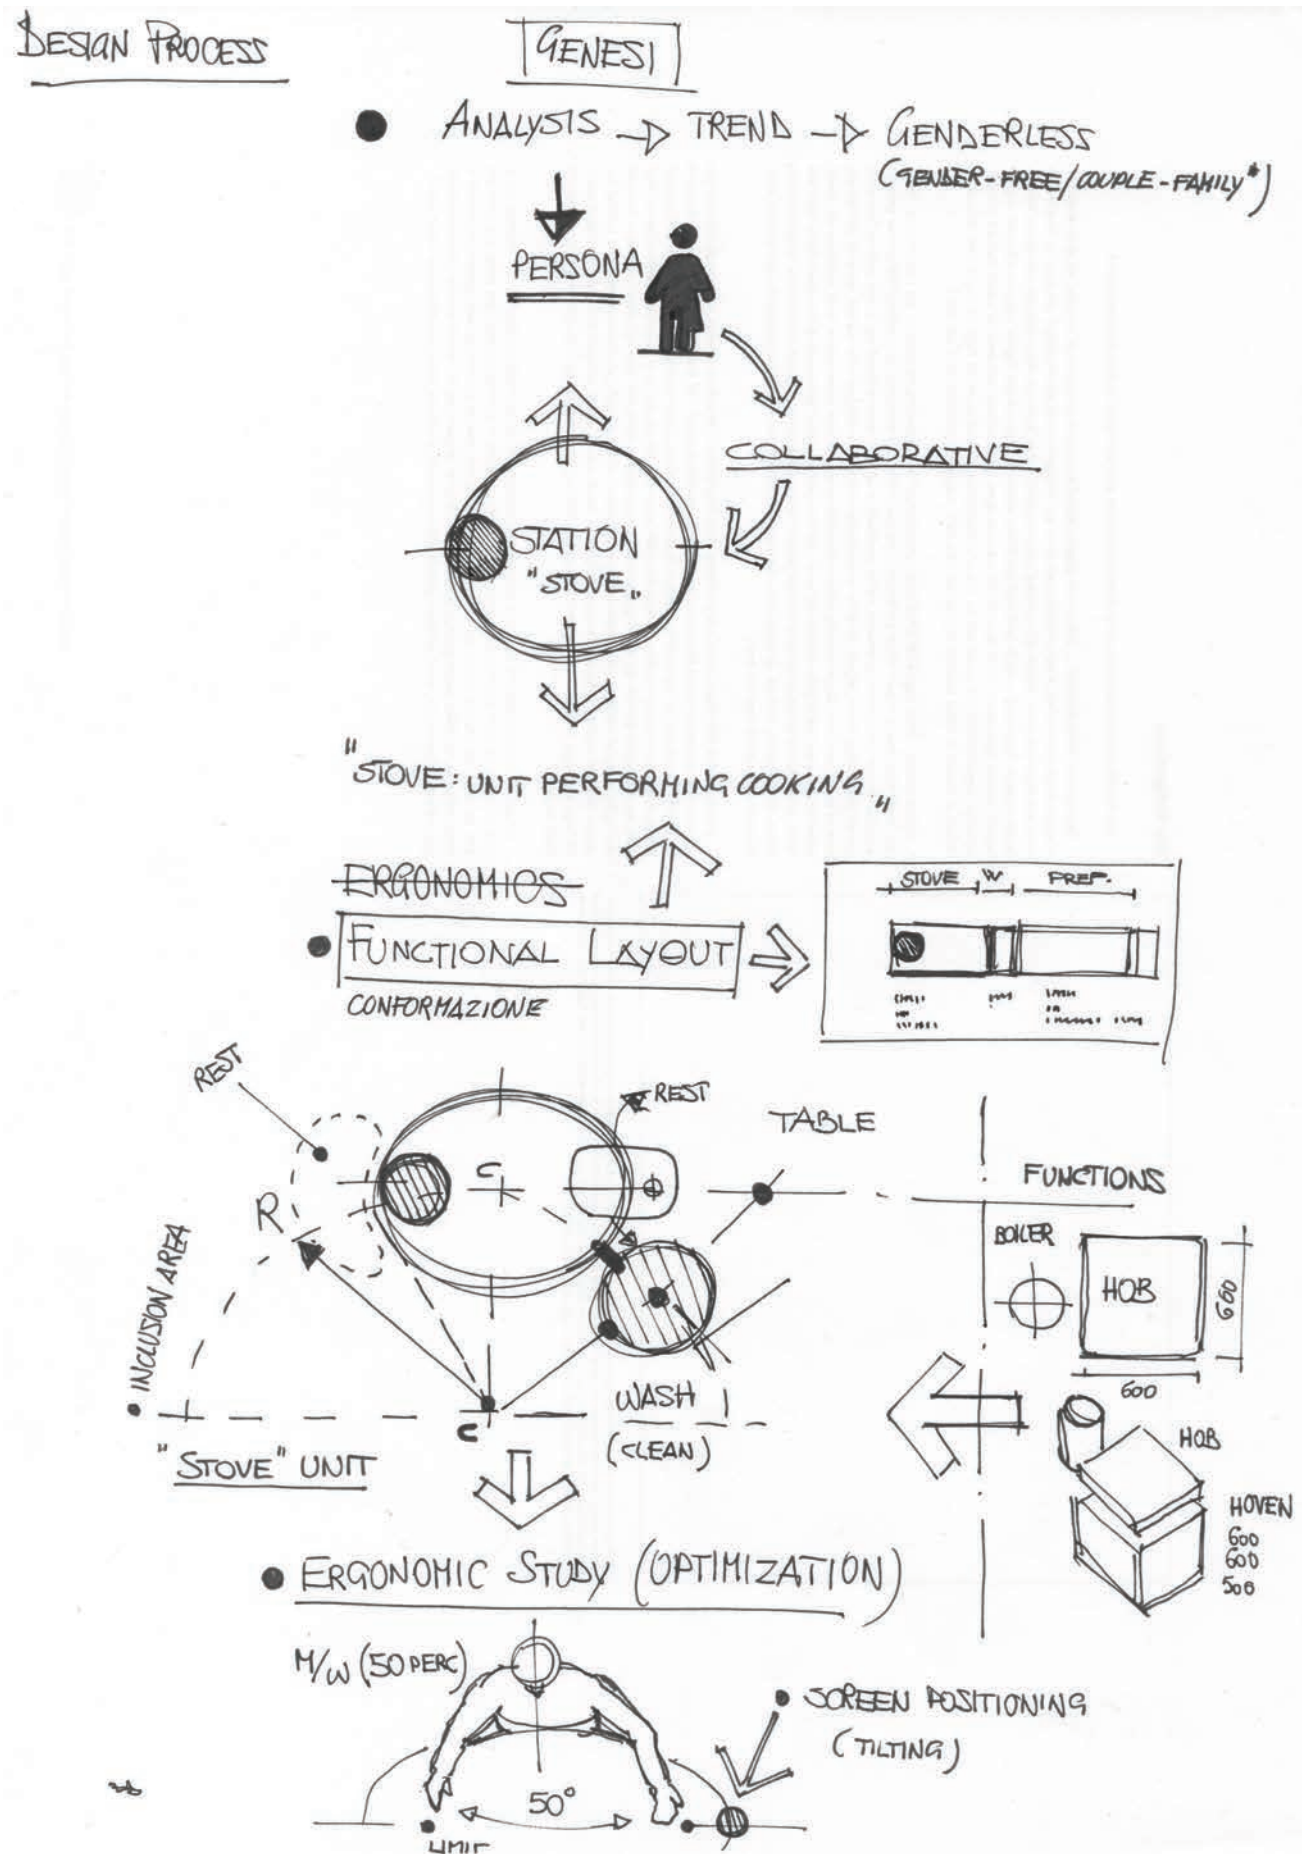 DESIGN PROCESS
GENESI
ANALYSIS → TREND → GENDERLESS
(GENDER-FREE/COUPLE-FAMILY*)
PERSONA
COLLABORATIVE
STATION
"STOVE"
"STOVE: UNIT PERFORMING COOKING"
ERGONOMICS
STOVE W PREP.
FUNCTIONAL LAYOUT
CONFORMAZIONE
REST
REST
TABLE
FUNCTIONS
C
R
INCLUSION AREA
BOILER
HOB
600
600
WASH
(CLEAN)
C
"STOVE" UNIT
HOB
HOVEN
600
600
500
ERGONOMIC STUDY (OPTIMIZATION)
M/W (50 PERC)
SCREEN POSITIONING
(TILTING)
50°
LIMIT